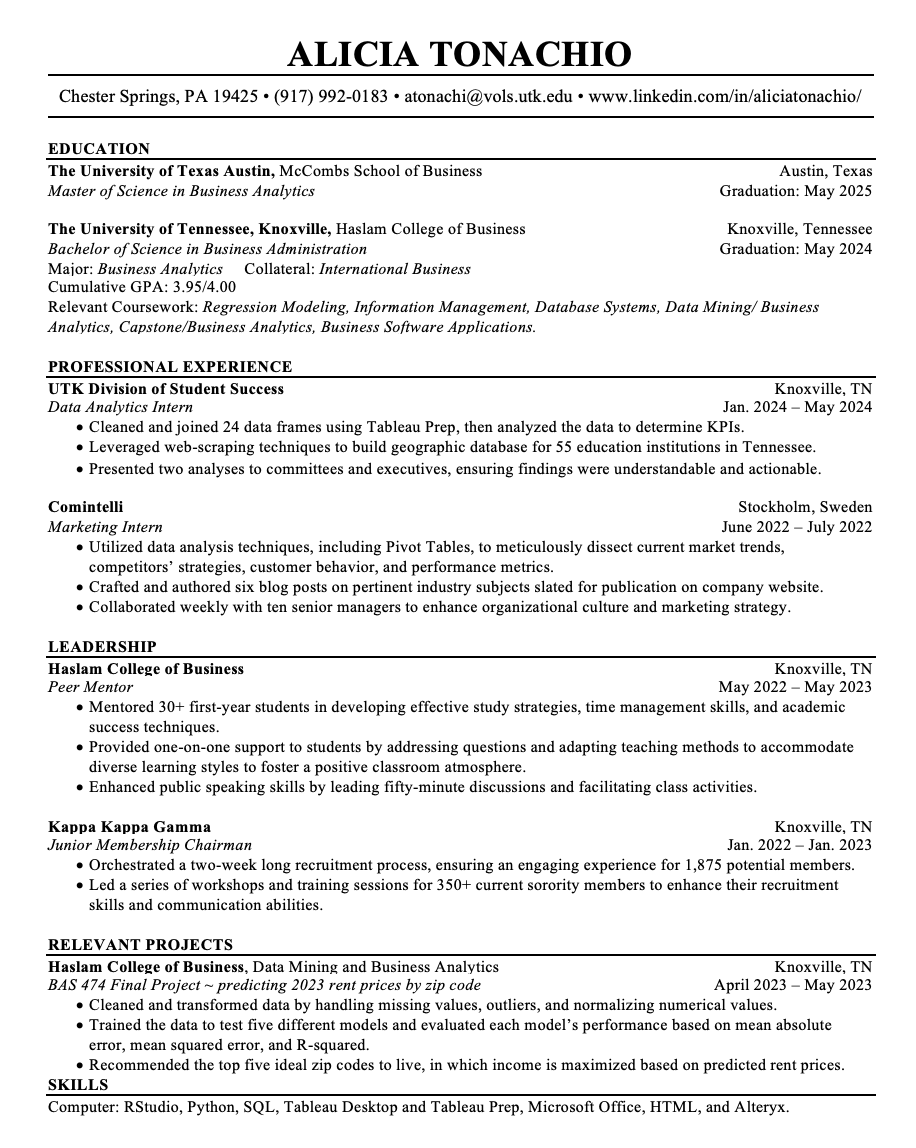 ALICIA TONACHIO
Chester Springs, PA 19425 • (917) 992-0183 • atonachi@vols.utk.edu • www.linkedin.com/in/aliciatonachio/
EDUCATION
The University of Texas Austin, McCombs School of Business Austin, Texas
Master of Science in Business Analytics Graduation: May 2025
The University of Tennessee, Knoxville, Haslam College of Business Knoxville, Tennessee
Bachelor of Science in Business Administration Graduation: May 2024
Major: Business Analytics Collateral: International Business
Cumulative GPA: 3.95/4.00
Relevant Coursework: Regression Modeling, Information Management, Database Systems, Data Mining/ Business
Analytics, Capstone/Business Analytics, Business Software Applications.
PROFESSIONAL EXPERIENCE
UTK Division of Student Success Knoxville, TN
Data Analytics Intern Jan. 2024 – May 2024
• Cleaned and joined 24 data frames using Tableau Prep, then analyzed the data to determine KPIs.
• Leveraged web-scraping techniques to build geographic database for 55 education institutions in Tennessee.
• Presented two analyses to committees and executives, ensuring findings were understandable and actionable.
Comintelli Stockholm, Sweden
Marketing Intern June 2022 – July 2022
• Utilized data analysis techniques, including Pivot Tables, to meticulously dissect current market trends,
competitors’ strategies, customer behavior, and performance metrics.
• Crafted and authored six blog posts on pertinent industry subjects slated for publication on company website.
• Collaborated weekly with ten senior managers to enhance organizational culture and marketing strategy.
LEADERSHIP
Haslam College of Business Knoxville, TN
Peer Mentor May 2022 – May 2023
• Mentored 30+ first-year students in developing effective study strategies, time management skills, and academic
success techniques.
• Provided one-on-one support to students by addressing questions and adapting teaching methods to accommodate
diverse learning styles to foster a positive classroom atmosphere.
• Enhanced public speaking skills by leading fifty-minute discussions and facilitating class activities.
Kappa Kappa Gamma Knoxville, TN
Junior Membership Chairman Jan. 2022 – Jan. 2023
• Orchestrated a two-week long recruitment process, ensuring an engaging experience for 1,875 potential members.
• Led a series of workshops and training sessions for 350+ current sorority members to enhance their recruitment
skills and communication abilities.
RELEVANT PROJECTS
Haslam College of Business, Data Mining and Business Analytics Knoxville, TN
BAS 474 Final Project ~ predicting 2023 rent prices by zip code April 2023 – May 2023
• Cleaned and transformed data by handling missing values, outliers, and normalizing numerical values.
• Trained the data to test five different models and evaluated each model’s performance based on mean absolute
error, mean squared error, and R-squared.
• Recommended the top five ideal zip codes to live, in which income is maximized based on predicted rent prices.
SKILLS
Computer: RStudio, Python, SQL, Tableau Desktop and Tableau Prep, Microsoft Office, HTML, and Alteryx.